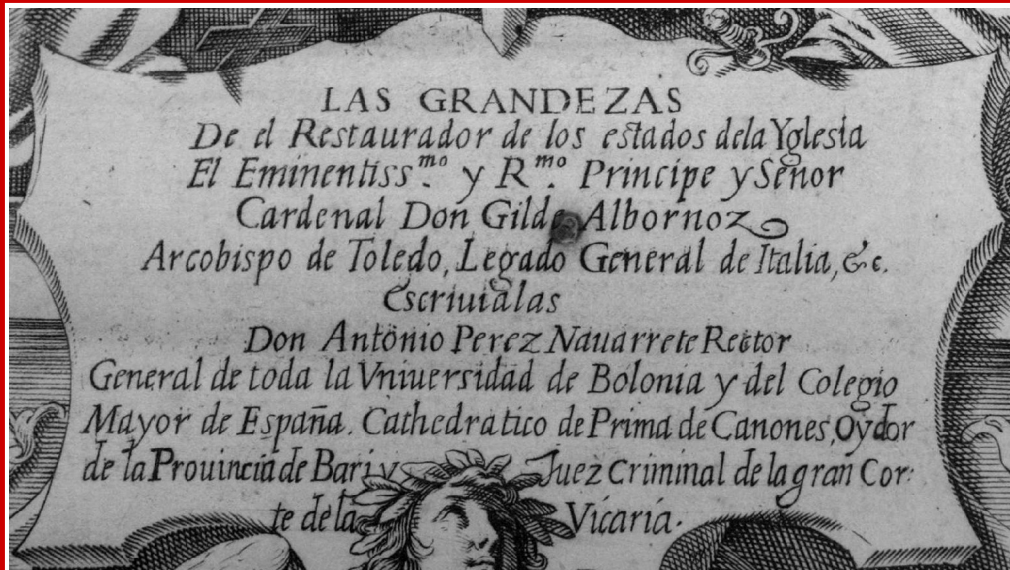 LAS GRANDEZAS
De el Restaurador de los estados dela Yglesia
El Eminentiss.mo y R.mo Principe y Señor
Cardenal Don Gil de Albornoz
Arcobispo de Toledo, Legado General de Italia, &c.
Escriuialas
Don Antonio Perez Nauarrete Rector
General de toda la Vniuersidad de Bolonia y del Colegio
Mayor de España. Cathedratico de Prima de Canones, Oydor
de la Prouincia de Bari y Juez Criminal de la gran Cor:
te de la Vicaria.